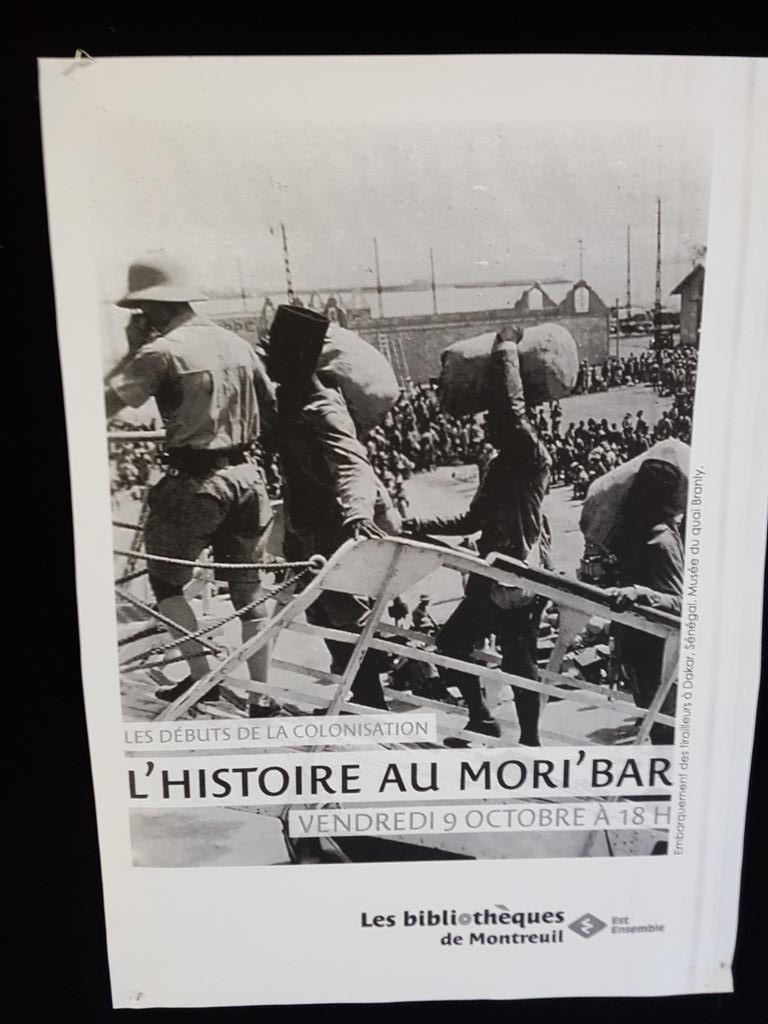 LES DÉBUTS DE LA COLONISATION
L'HISTOIRE AU MORI'BAR
VENDREDI 9 OCTOBRE À 18 H
Embarquement des tirailleurs à Dakar, Sénégal. Musée du quai Branly.
Les bibliothèques
de Montreuil
Est
Ensemble